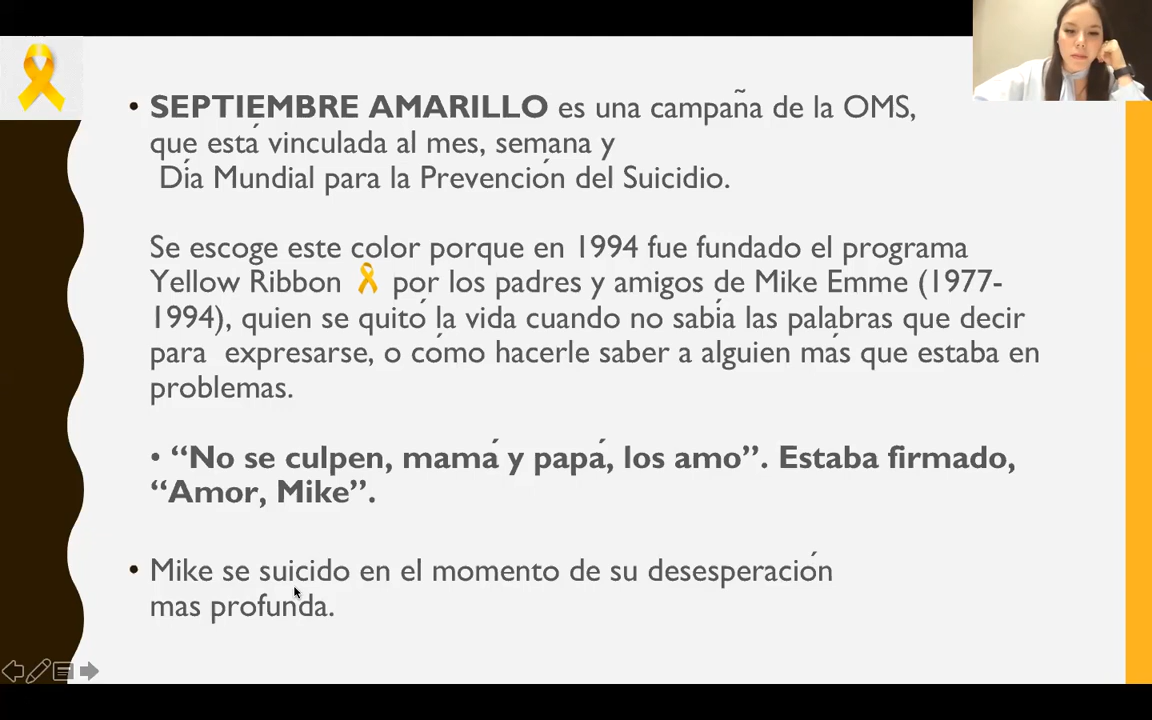 • SEPTIEMBRE AMARILLO es una campaña de la OMS,
que está vinculada al mes, semana y
Día Mundial para la Prevención del Suicidio.
Se escoge este color porque en 1994 fue fundado el programa
Yellow Ribbon 🎗 por los padres y amigos de Mike Emme (1977-
1994), quien se quitó la vida cuando no sabía las palabras que decir
para expresarse, o cómo hacerle saber a alguien más que estaba en
problemas.
• “No se culpen, mamá y papá, los amo”. Estaba firmado,
“Amor, Mike”.
• Mike se suicido en el momento de su desesperación
mas profunda.